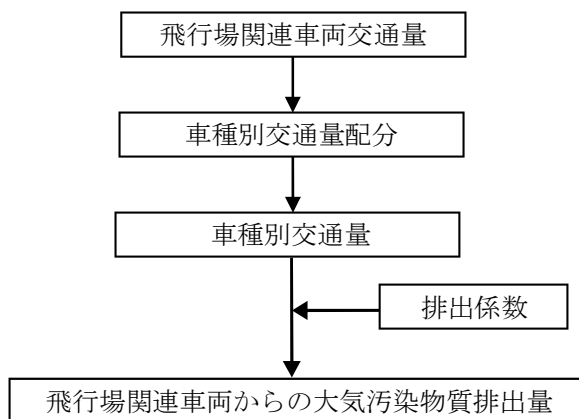 飛行場関連車両交通量
車種別交通量配分
車種別交通量
排出係数
飛行場関連車両からの大気汚染物質排出量